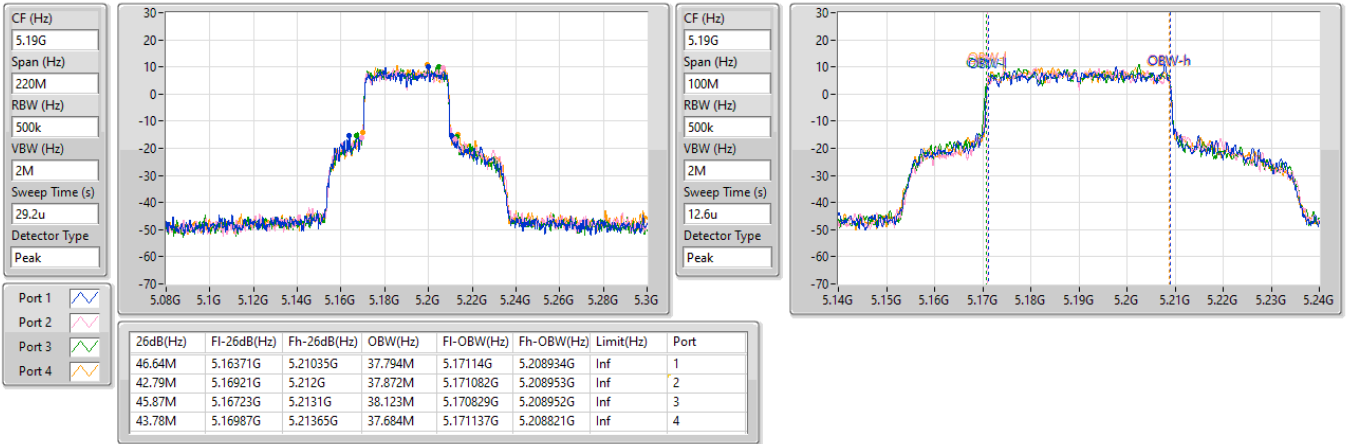 CF (Hz)
5.19G
Span (Hz)
220M
RBW (Hz)
500k
VBW (Hz)
2M
Sweep Time (s)
29.2u
Detector Type
Peak
30
20
10
0
-10
-20
-30
-40
-50
-60
-70
5.08G 5.1G 5.12G 5.14G 5.16G 5.18G 5.2G 5.22G 5.24G 5.26G 5.28G 5.3G
CF (Hz)
5.19G
Span (Hz)
100M
RBW (Hz)
500k
VBW (Hz)
2M
Sweep Time (s)
12.6u
Detector Type
Peak
30
20
10
0
-10
-20
-30
-40
-50
-60
-70
OBW-l OBW-h
5.14G 5.15G 5.16G 5.17G 5.18G 5.19G 5.2G 5.21G 5.22G 5.23G 5.24G
Port 1
Port 2
Port 3
Port 4
26dB(Hz) Fl-26dB(Hz) Fh-26dB(Hz) OBW(Hz) Fl-OBW(Hz) Fh-OBW(Hz) Limit(Hz) Port
46.64M 5.16371G 5.21035G 37.794M 5.17114G 5.208934G Inf 1
42.79M 5.16921G 5.212G 37.872M 5.171082G 5.208953G Inf 2
45.87M 5.16723G 5.2131G 38.123M 5.170829G 5.208952G Inf 3
43.78M 5.16987G 5.21365G 37.684M 5.171137G 5.208821G Inf 4